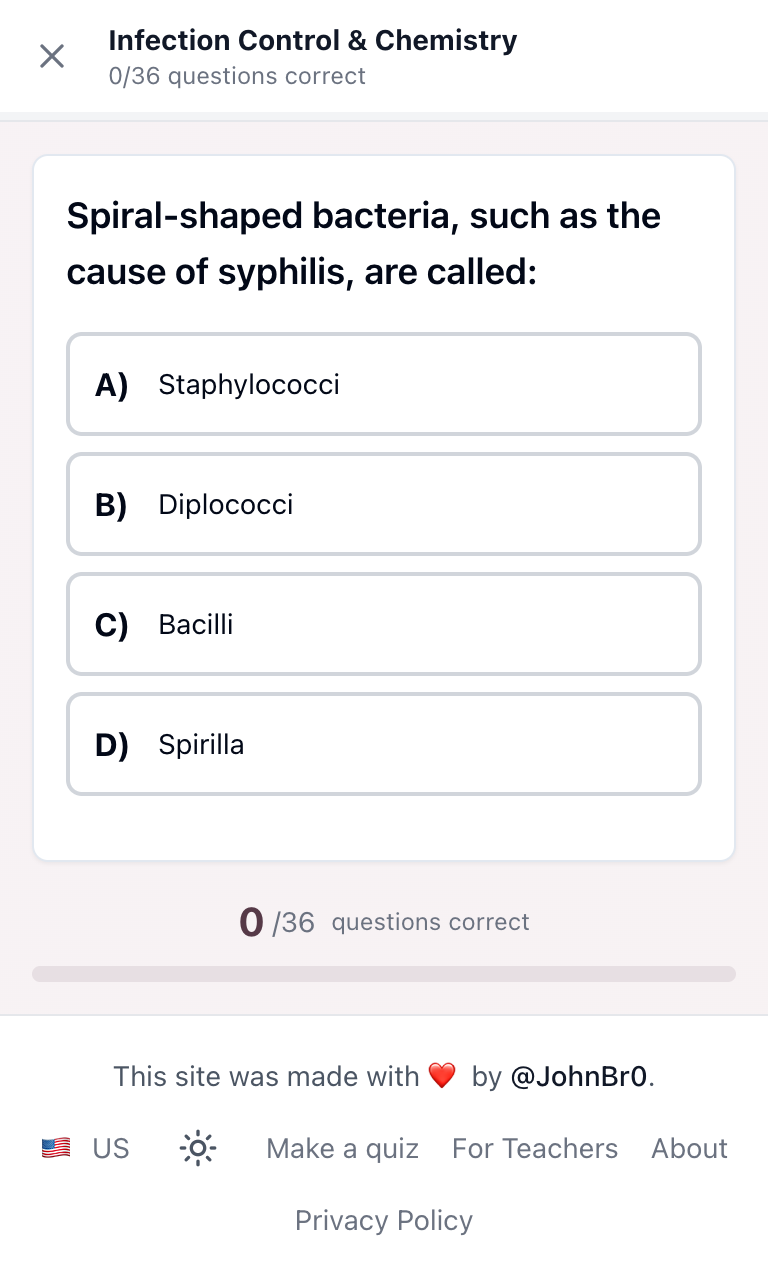 Infection Control & Chemistry
0/36 questions correct
Spiral-shaped bacteria, such as the
cause of syphilis, are called:
A) Staphylococci
B) Diplococci
C) Bacilli
D) Spirilla
0 /36 questions correct
This site was made with ❤️ by @JohnBr0.
🇺🇸 US Make a quiz For Teachers About
Privacy Policy